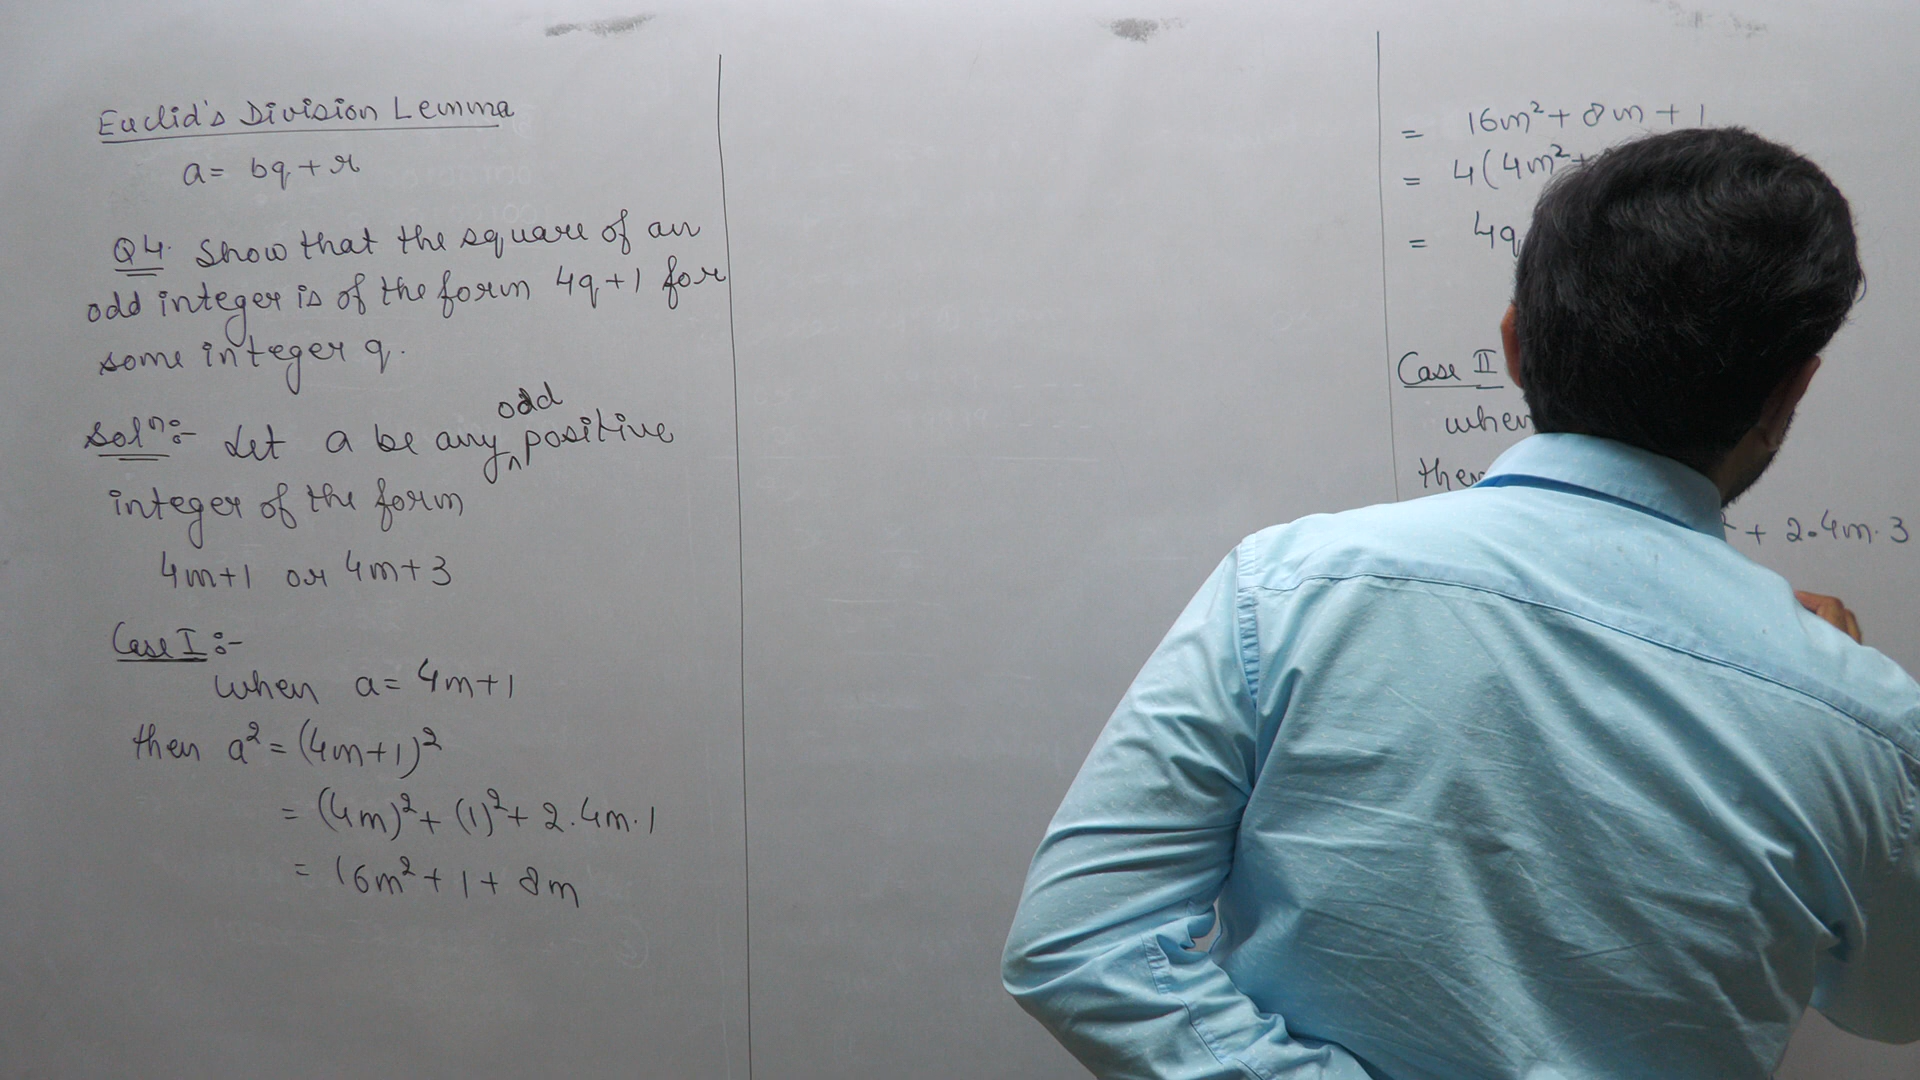 Euclid's Division Lemma
a = bq + r
Q4. Show that the square of an
odd integer is of the form 4q+1 for
some integer q.
Solⁿ:- Let a be any odd positive
integer of the form
4m+1 or 4m+3
Case I :-
when a = 4m+1
then a² = (4m+1)²
= (4m)² + (1)² + 2.4m.1
= 16m² + 1 + 8m
= 16m² + 8m + 1
= 4(4m² +
= 4q
Case II
when
then
² + 2.4m.3